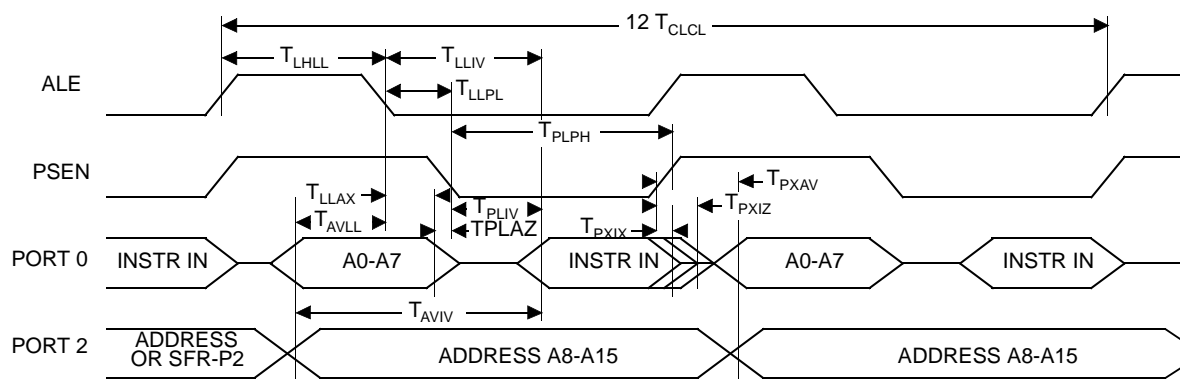 12 TCLCL
TLHLL TLLIV
ALE
TLLPL
TPLPH
PSEN
TLLAX TPXAV
TAVLL TPLIV TPXIZ
TPLAZ TPXIX
PORT 0 INSTR IN A0-A7 INSTR IN A0-A7 INSTR IN
TAVIV
PORT 2 ADDRESS
OR SFR-P2 ADDRESS A8-A15 ADDRESS A8-A15